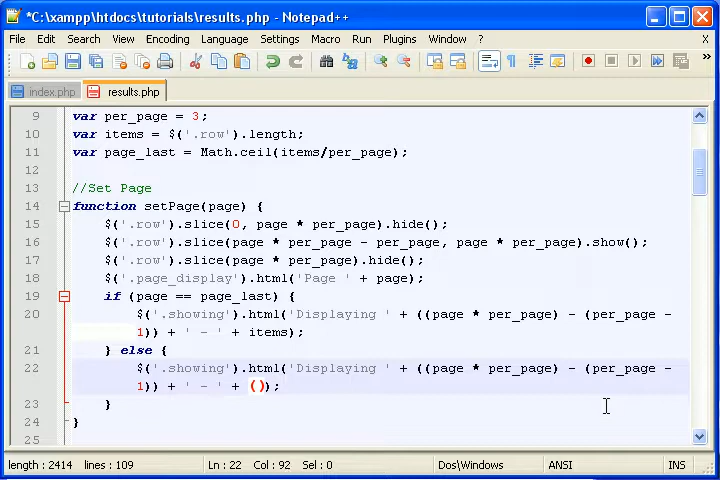 *C:\xampp\htdocs\tutorials\results.php - Notepad++
File Edit Search View Encoding Language Settings Macro Run Plugins Window ? X
index.php results.php
9 var per_page = 3;
10 var items = $('.row').length;
11 var page_last = Math.ceil(items/per_page);
12
13 //Set Page
14 function setPage(page) {
15 $('.row').slice(0, page * per_page).hide();
16 $('.row').slice(page * per_page - per_page, page * per_page).show();
17 $('.row').slice(page * per_page).hide();
18 $('.page_display').html('Page ' + page);
19 if (page == page_last) {
20 $('.showing').html('Displaying ' + ((page * per_page) - (per_page -
1)) + ' - ' + items);
21 } else {
22 $('.showing').html('Displaying ' + ((page * per_page) - (per_page -
1)) + ' - ' + ());
23 }
24 }
25
length : 2414 lines : 109 Ln : 22 Col : 92 Sel : 0 Dos\Windows ANSI INS